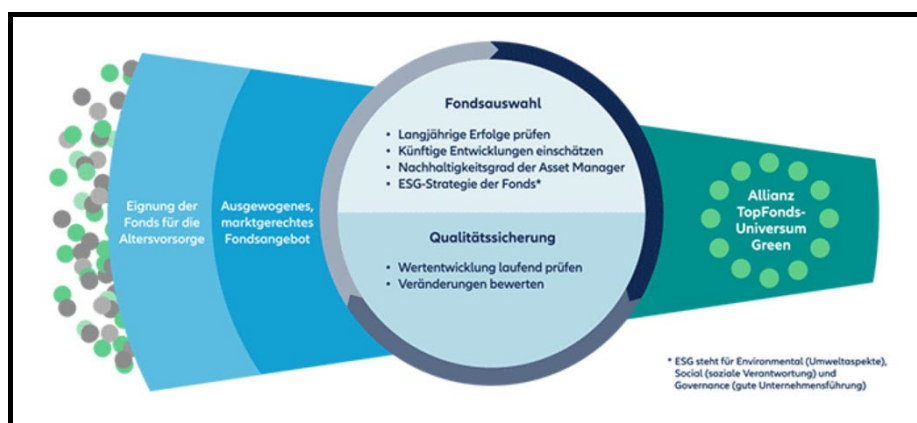 Eignung der
Fonds für die
Altersvorsorge
Ausgewogenes,
marktgerechtes
Fondsangebot
Fondsauswahl
• Langjährige Erfolge prüfen
• Künftige Entwicklungen einschätzen
• Nachhaltigkeitsgrad der Asset Manager
• ESG-Strategie der Fonds*
Qualitätssicherung
• Wertentwicklung laufend prüfen
• Veränderungen bewerten
Allianz
TopFonds-
Universum
Green
* ESG steht für Environmental (Umweltaspekte),
Social (soziale Verantwortung) und
Governance (gute Unternehmensführung)